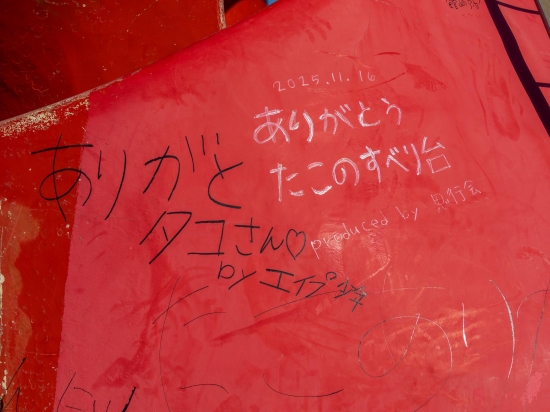 2025.11.16
ありがとう
たこのすべり台
produced by
ありがと
タコさん♡
by エイプ